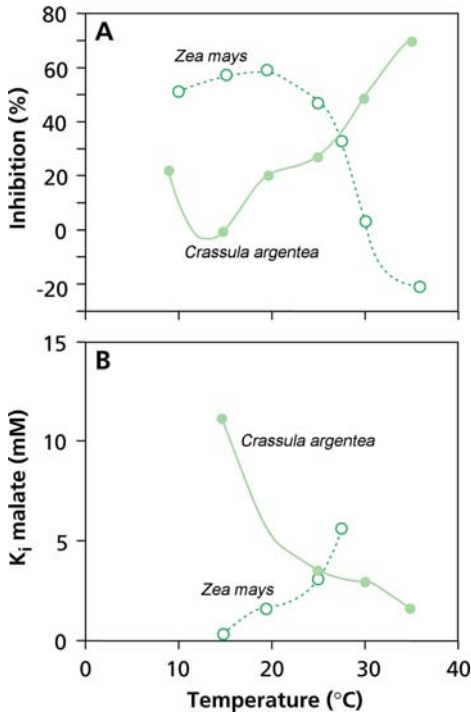 A
80
60
40
20
0
-20
Inhibition (%)
Zea mays
Crassula argentea
B
15
10
5
0
K_i malate (mM)
Crassula argentea
Zea mays
0 10 20 30 40
Temperature (°C)